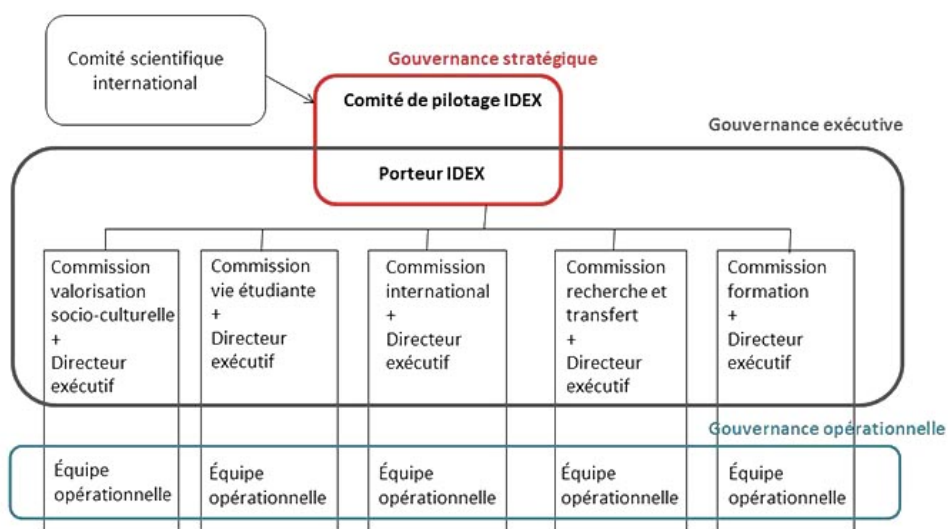 Comité scientifique
international
Gouvernance stratégique
Comité de pilotage IDEX
Gouvernance exécutive
Porteur IDEX
Commission
valorisation
socio-culturelle
+
Directeur
exécutif
Commission
vie étudiante
+
Directeur
exécutif
Commission
international
+
Directeur
exécutif
Commission
recherche et
transfert
+
Directeur
exécutif
Commission
formation
+
Directeur
exécutif
Gouvernance opérationnelle
Équipe
opérationnelle
Équipe
opérationnelle
Équipe
opérationnelle
Équipe
opérationnelle
Équipe
opérationnelle